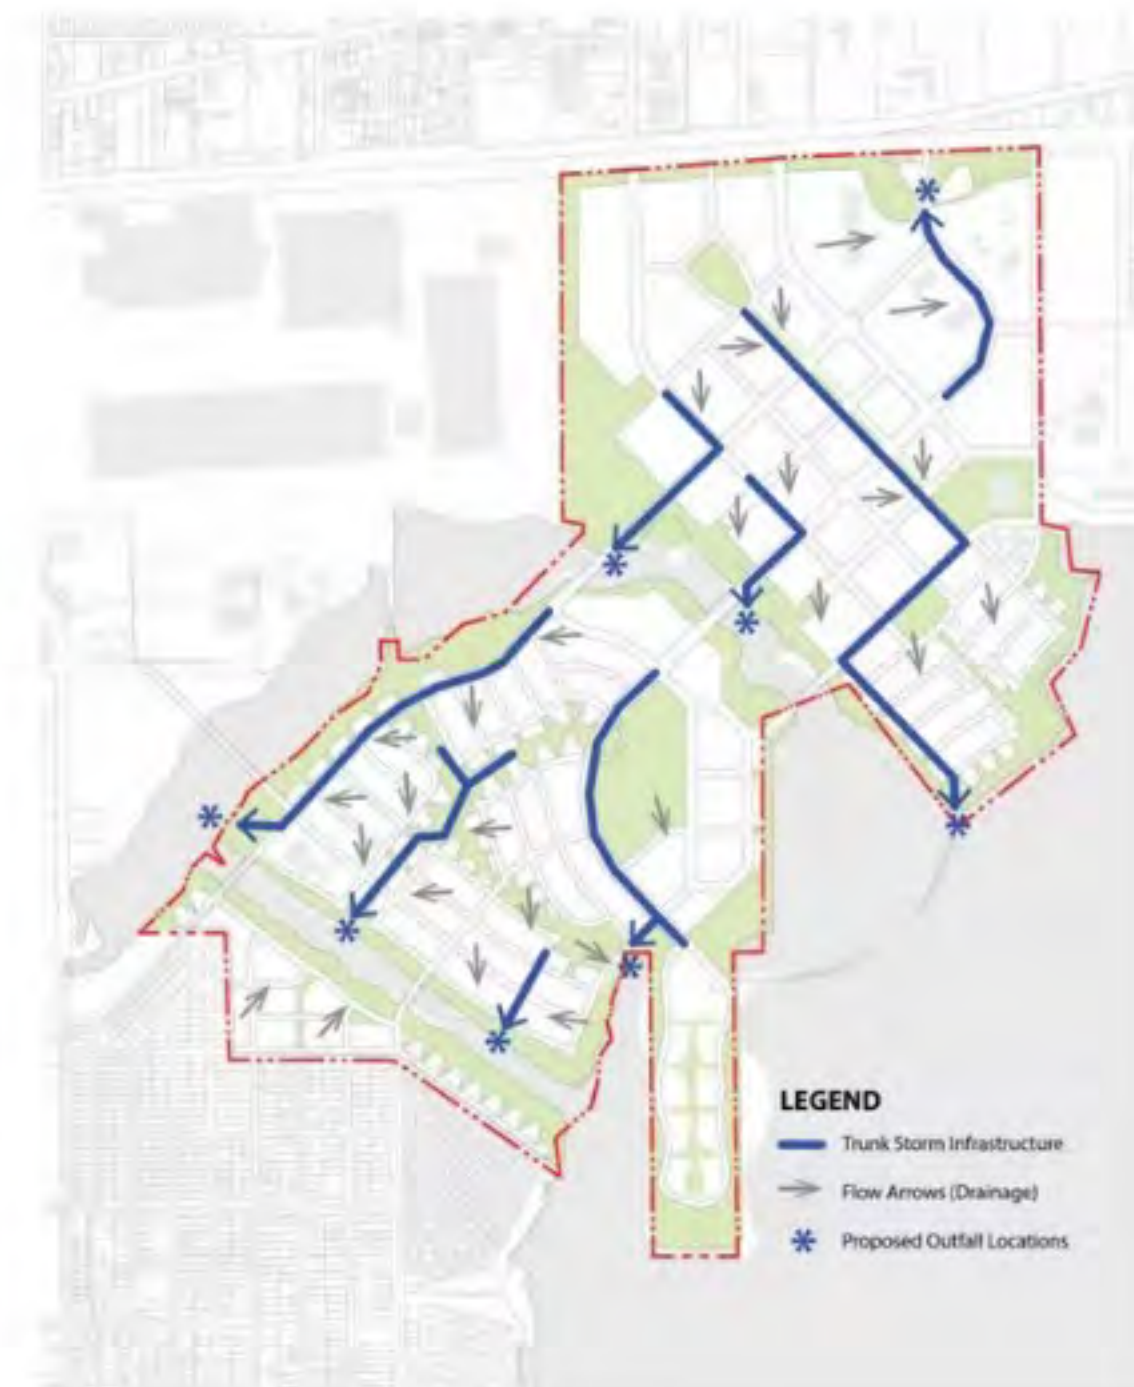 LEGEND
Trunk Storm Infrastructure
Flow Arrows (Drainage)
Proposed Outfall Locations